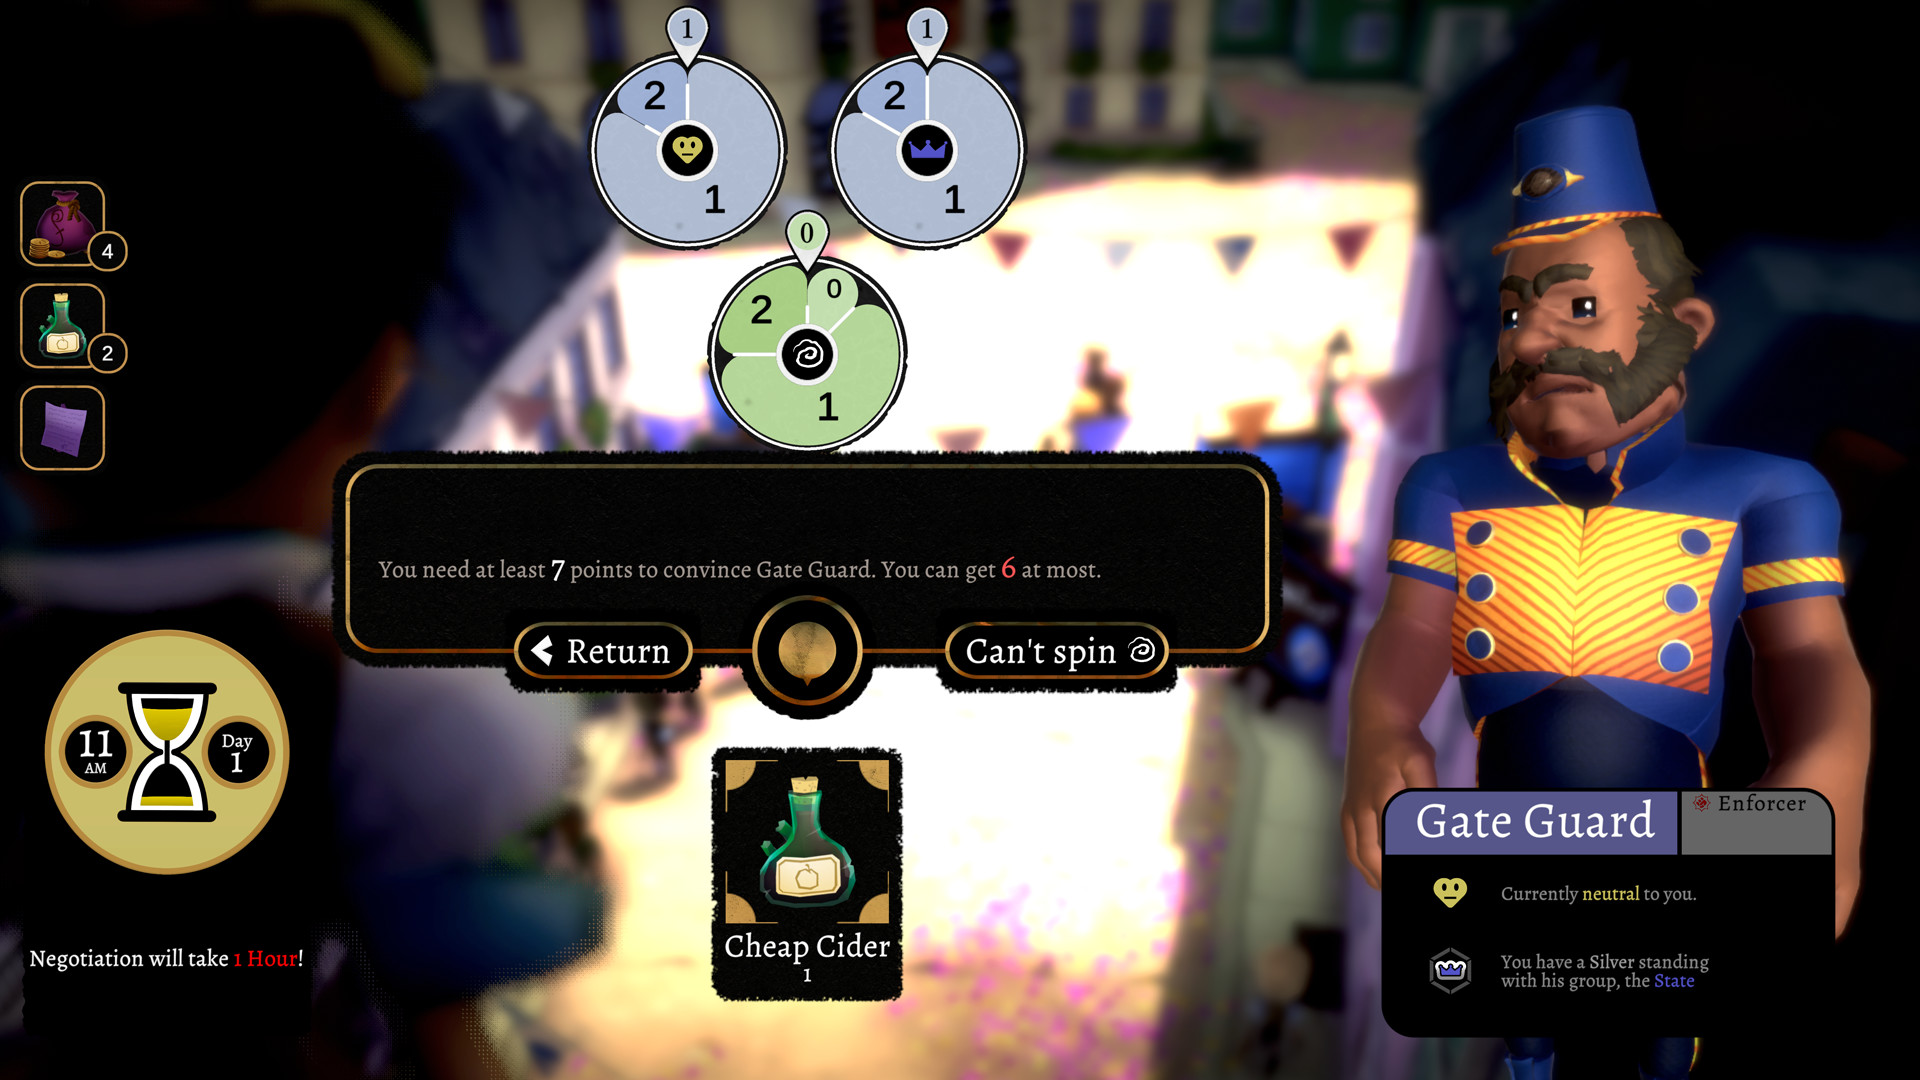 1
1
2
2
1
1
0
2
0
1
4
2
You need at least 7 points to convince Gate Guard. You can get 6 at most.
Return
Can't spin
11
AM
Day
1
Negotiation will take 1 Hour!
Cheap Cider
1
Gate Guard
Enforcer
Currently neutral to you.
You have a Silver standing
with his group, the State